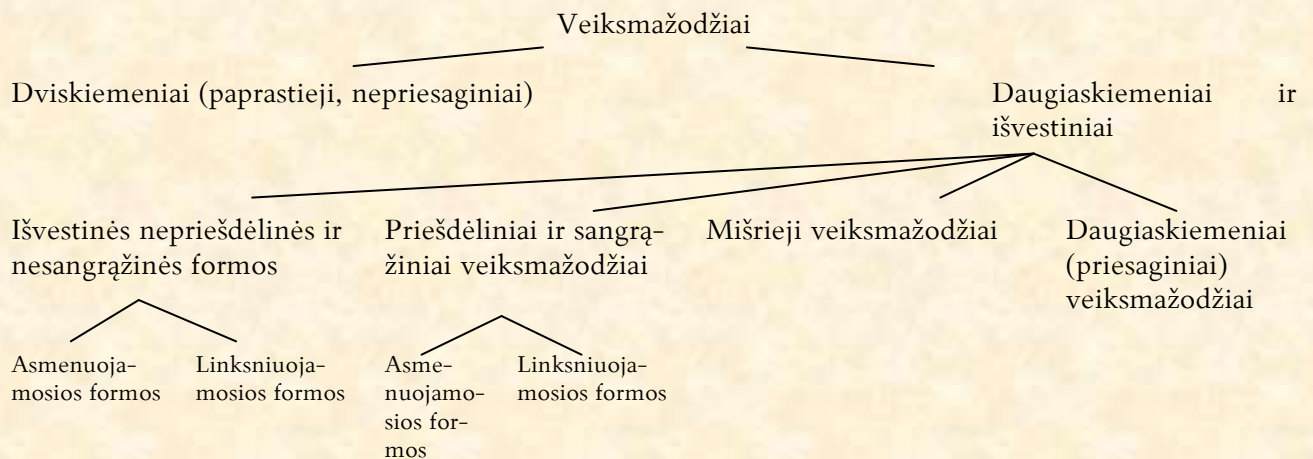 Veiksmažodžiai
Dviskiemeniai (paprastieji, nepriesaginiai)
Daugiaskiemeniai ir
išvestiniai
Išvestinės nepriešdėlinės ir
nesangrąžinės formos
Priešdėliniai ir sangrą-
žiniai veiksmažodžiai
Mišrieji veiksmažodžiai
Daugiaskiemeniai
(priesaginiai)
veiksmažodžiai
Asmenuoja-
mosios formos
Linksniuoja-
mosios formos
Asme-
nuojamo-
sios for-
mos
Linksniuoja-
mosios formos